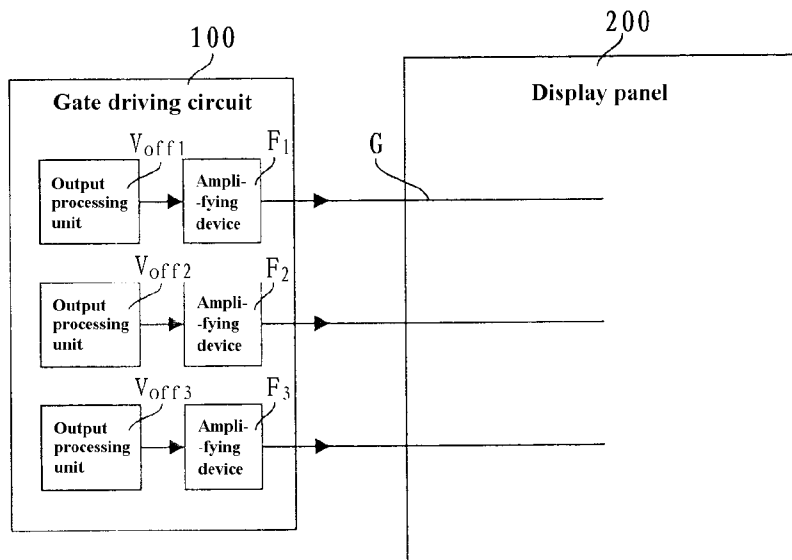 200
100
Display panel
Gate driving circuit
Voff1
F1
G
Output
processing
unit
Ampli-
-fying
device
Voff2
F2
Output
processing
unit
Ampli-
-fying
device
Voff3
F3
Output
processing
unit
Ampli-
-fying
device